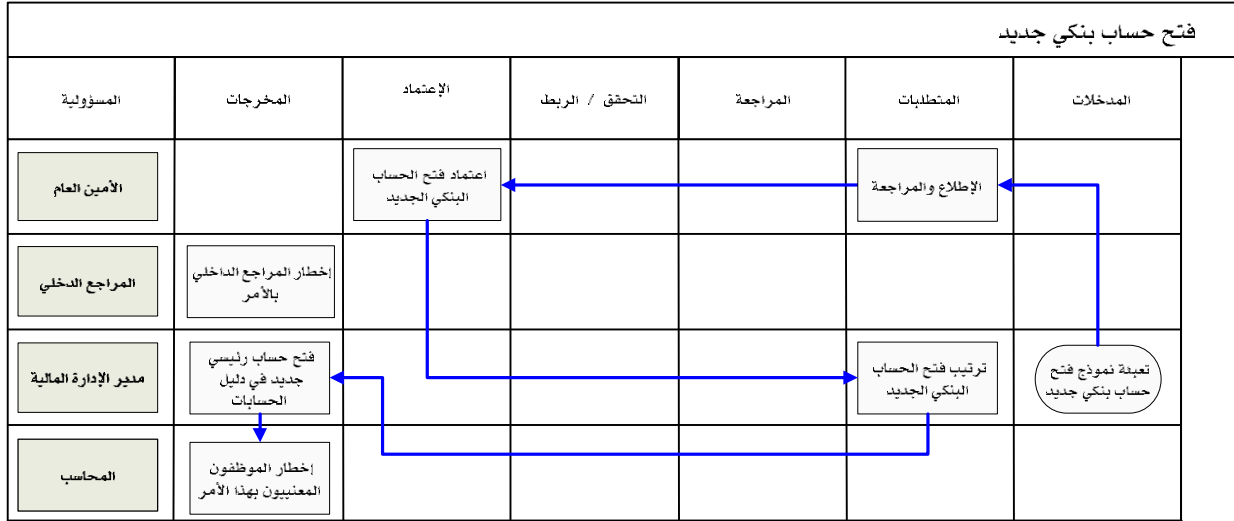 فتح حساب بنكي جديد
المدخلات
المتطلبات
المراجعة
التحقق / الربط
الإعتماد
المخرجات
المسؤولية
الإطلاع والمراجعة
اعتماد فتح الحساب
البنكي الجديد
الأمين العام
إخطار المراجع الداخلي
بالأمر
المراجع الدخلي
تعبئة نموذج فتح
حساب بنكي جديد
ترتيب فتح الحساب
البنكي الجديد
فتح حساب رئيسي
جديد في دليل
الحسابات
مدير الإدارة المالية
إخطار الموظفون
المعنييون بهذا الأمر
المحاسب